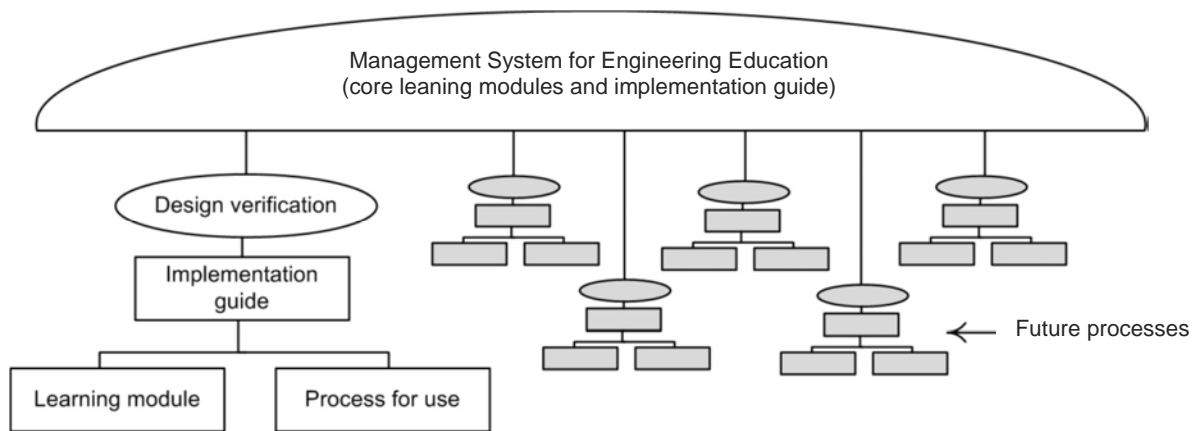 Management System for Engineering Education
(core leaning modules and implementation guide)
Design verification
Implementation
guide
Learning module
Process for use
Future processes